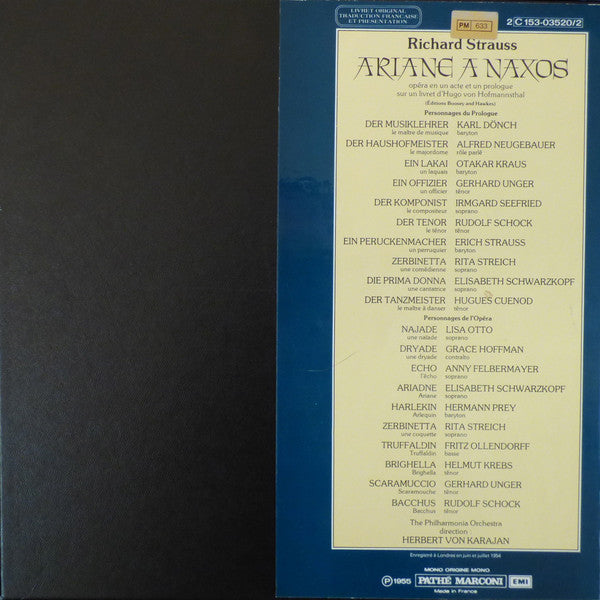 LIVRET ORIGINAL
TRADUCTION FRANÇAISE
ET PRESENTATION
PM 633
2 C 153-03520/2
Richard Strauss
ARIANE A NAXOS
opéra en un acte et un prologue
sur un livret d'Hugo von Hofmannsthal
(Éditions Boosey and Hawkes)
Personnages du Prologue
DER MUSIKLEHRER KARL DÖNCH
le maître de musique baryton
DER HAUSHOFMEISTER ALFRED NEUGEBAUER
le majordome rôle parlé
EIN LAKAI OTAKAR KRAUS
un laquais baryton
EIN OFFIZIER GERHARD UNGER
un officier ténor
DER KOMPONIST IRMGARD SEEFRIED
le compositeur soprano
DER TENOR RUDOLF SCHOCK
le ténor ténor
EIN PERUCKENMACHER ERICH STRAUSS
un perruquier baryton
ZERBINETTA RITA STREICH
une comédienne soprano
DIE PRIMA DONNA ELISABETH SCHWARZKOPF
une cantatrice soprano
DER TANZMEISTER HUGUES CUENOD
le maître à danser ténor
Personnages de l'Opéra
NAJADE LISA OTTO
une naïade soprano
DRYADE GRACE HOFFMAN
une dryade contralto
ECHO ANNY FELBERMAYER
l'écho soprano
ARIADNE ELISABETH SCHWARZKOPF
Ariane soprano
HARLEKIN HERMANN PREY
Arlequin baryton
ZERBINETTA RITA STREICH
une coquette soprano
TRUFFALDIN FRITZ OLLENDORFF
Truffaldin basse
BRIGHELLA HELMUT KREBS
Brighella ténor
SCARAMUCCIO GERHARD UNGER
Scaramouche ténor
BACCHUS RUDOLF SCHOCK
Bacchus ténor
The Philharmonia Orchestra
direction
HERBERT VON KARAJAN
Enregistré à Londres en juin et juillet 1954
MONO ORIGINE MONO
Ⓟ 1955 PATHÉ MARCONI EMI
Made in France